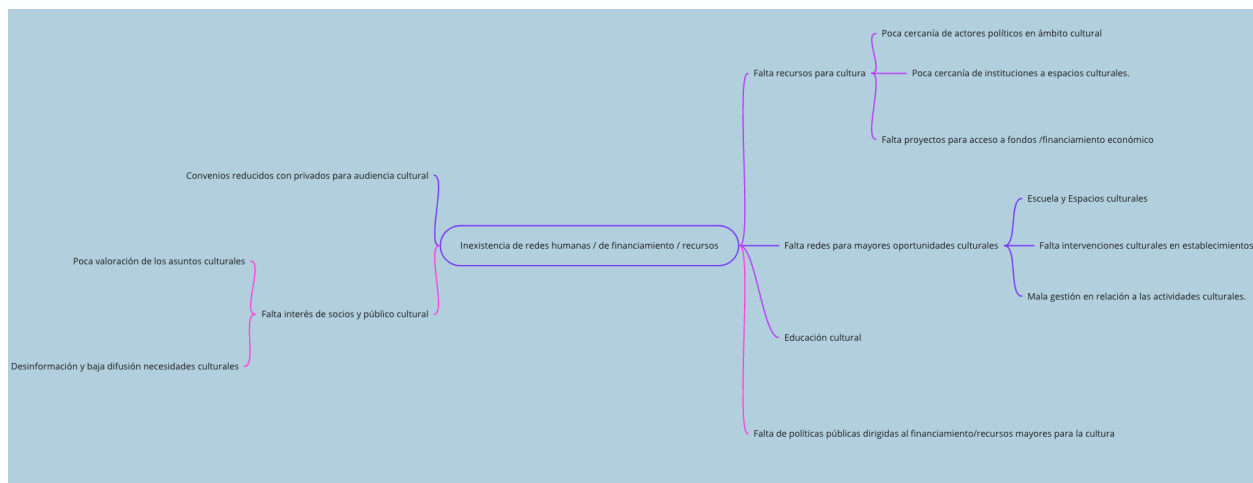 Poca cercanía de actores políticos en ámbito cultural
Falta recursos para cultura
Poca cercanía de instituciones a espacios culturales.
Falta proyectos para acceso a fondos /financiamiento económico
Convenios reducidos con privados para audiencia cultural
Escuela y Espacios culturales
Inexistencia de redes humanas / de financiamiento / recursos
Falta redes para mayores oportunidades culturales
Falta intervenciones culturales en establecimientos
Poca valoración de los asuntos culturales
Mala gestión en relación a las actividades culturales.
Falta interés de socios y público cultural
Educación cultural
Desinformación y baja difusión necesidades culturales
Falta de políticas públicas dirigidas al financiamiento/recursos mayores para la cultura